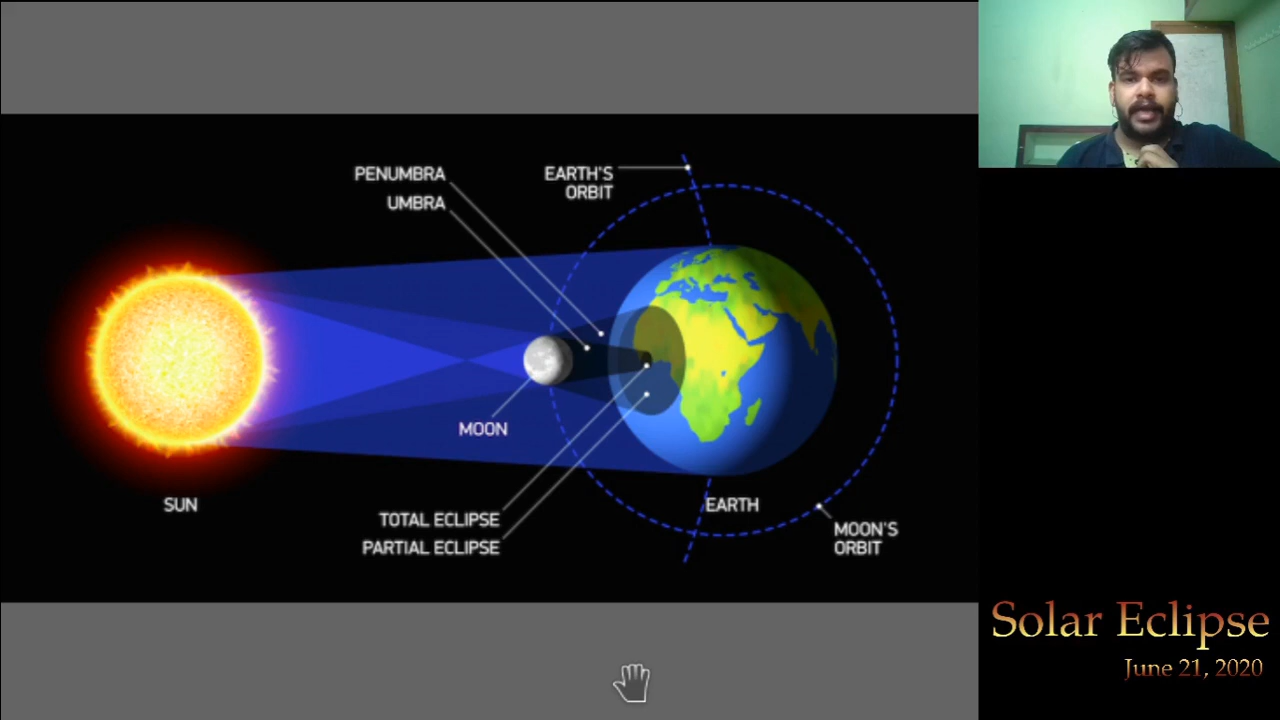 PENUMBRA
UMBRA
EARTH'S
ORBIT
MOON
SUN
TOTAL ECLIPSE
PARTIAL ECLIPSE
EARTH
MOON'S
ORBIT
Solar Eclipse
June 21, 2020